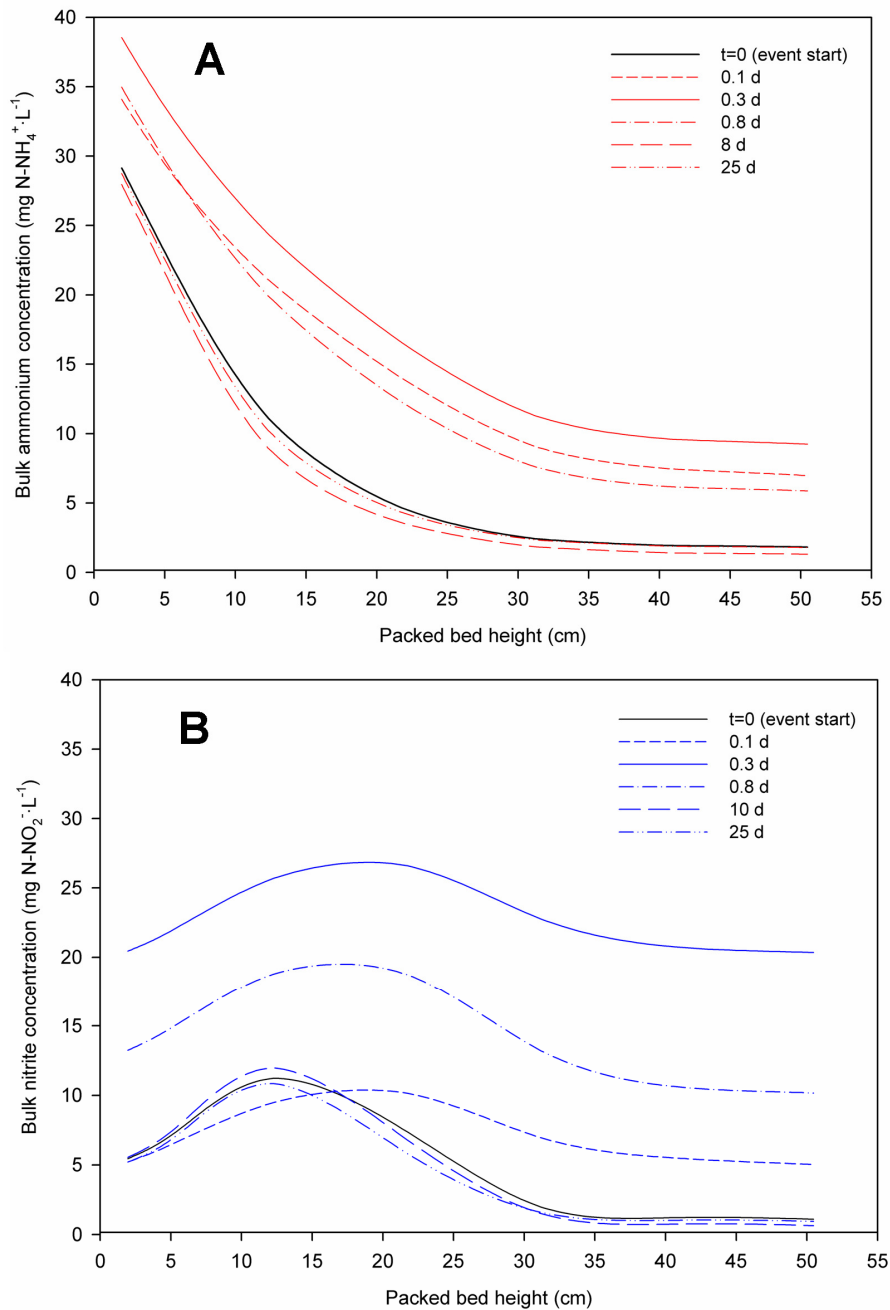 A
t=0 (event start)
0.1 d
0.3 d
0.8 d
8 d
25 d
Bulk ammonium concentration (mg N-NH₄⁺·L⁻¹)
40
35
30
25
20
15
10
5
0
0 5 10 15 20 25 30 35 40 45 50 55
Packed bed height (cm)
B
t=0 (event start)
0.1 d
0.3 d
0.8 d
10 d
25 d
Bulk nitrite concentration (mg N-NO₂⁻·L⁻¹)
40
35
30
25
20
15
10
5
0
0 5 10 15 20 25 30 35 40 45 50 55
Packed bed height (cm)